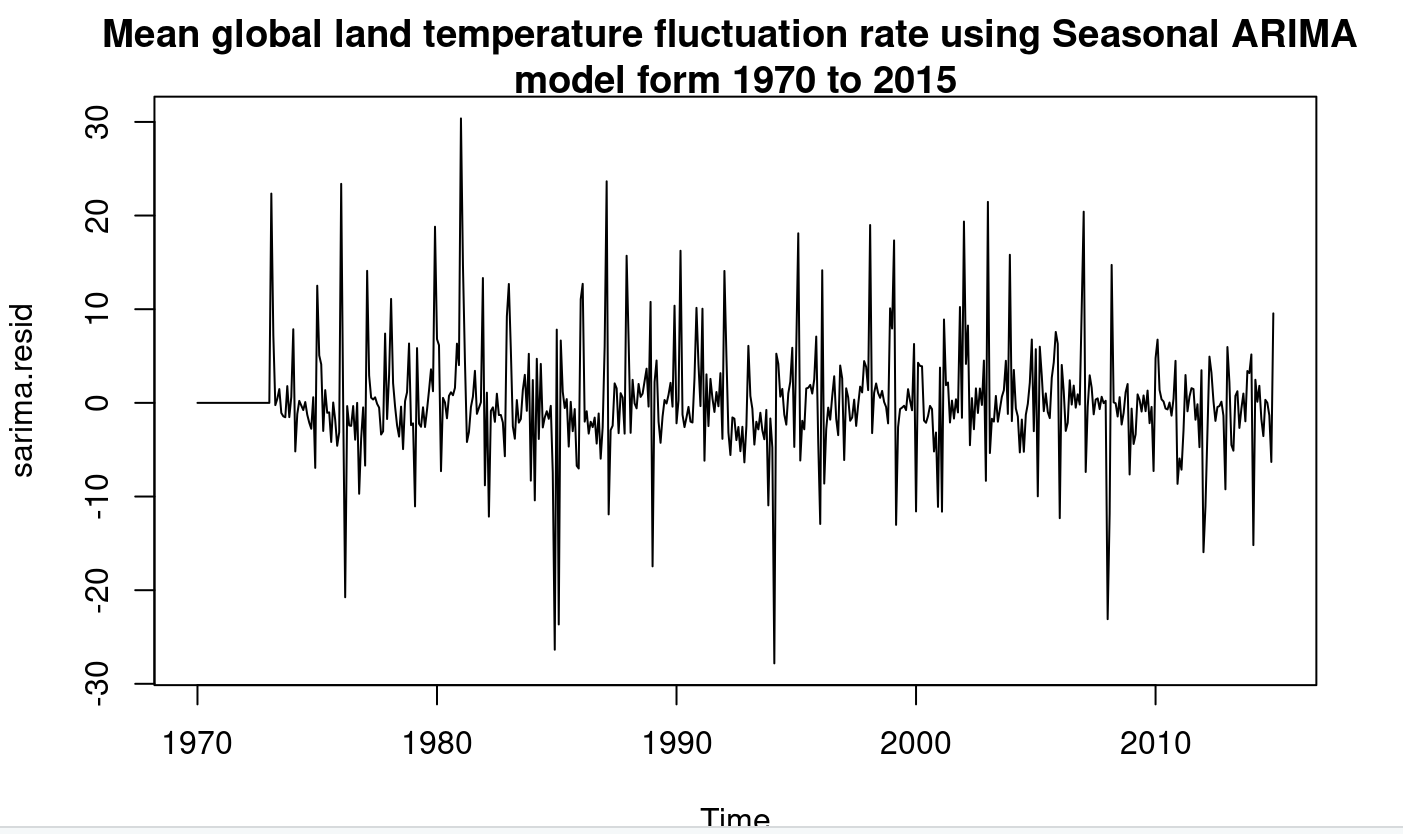 Mean global land temperature fluctuation rate using Seasonal ARIMA
model form 1970 to 2015
sarima.resid
30
20
10
0
-10
-20
-30
1970 1980 1990 2000 2010
Time